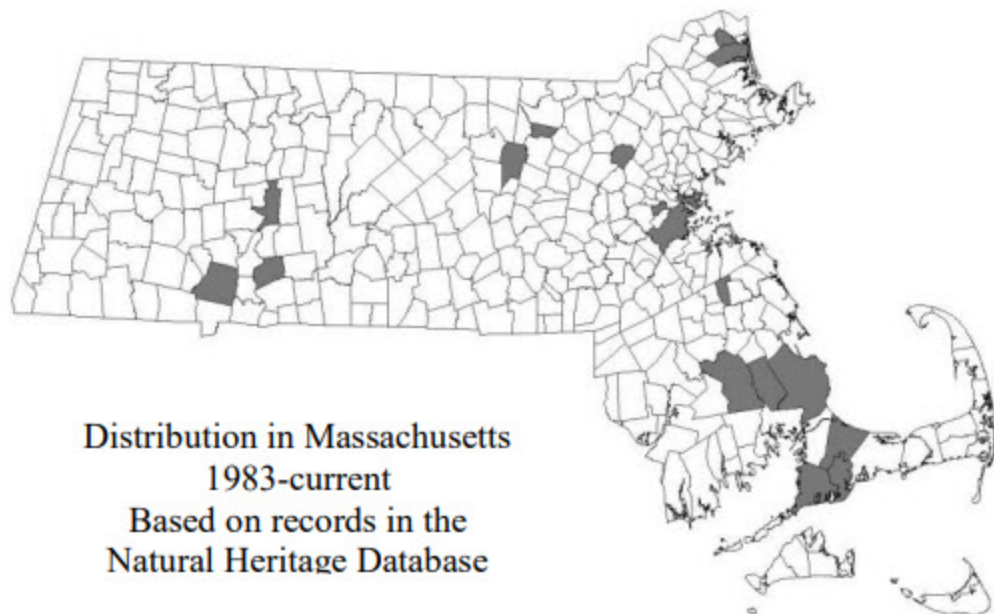 Distribution in Massachusetts
1983-current
Based on records in the
Natural Heritage Database